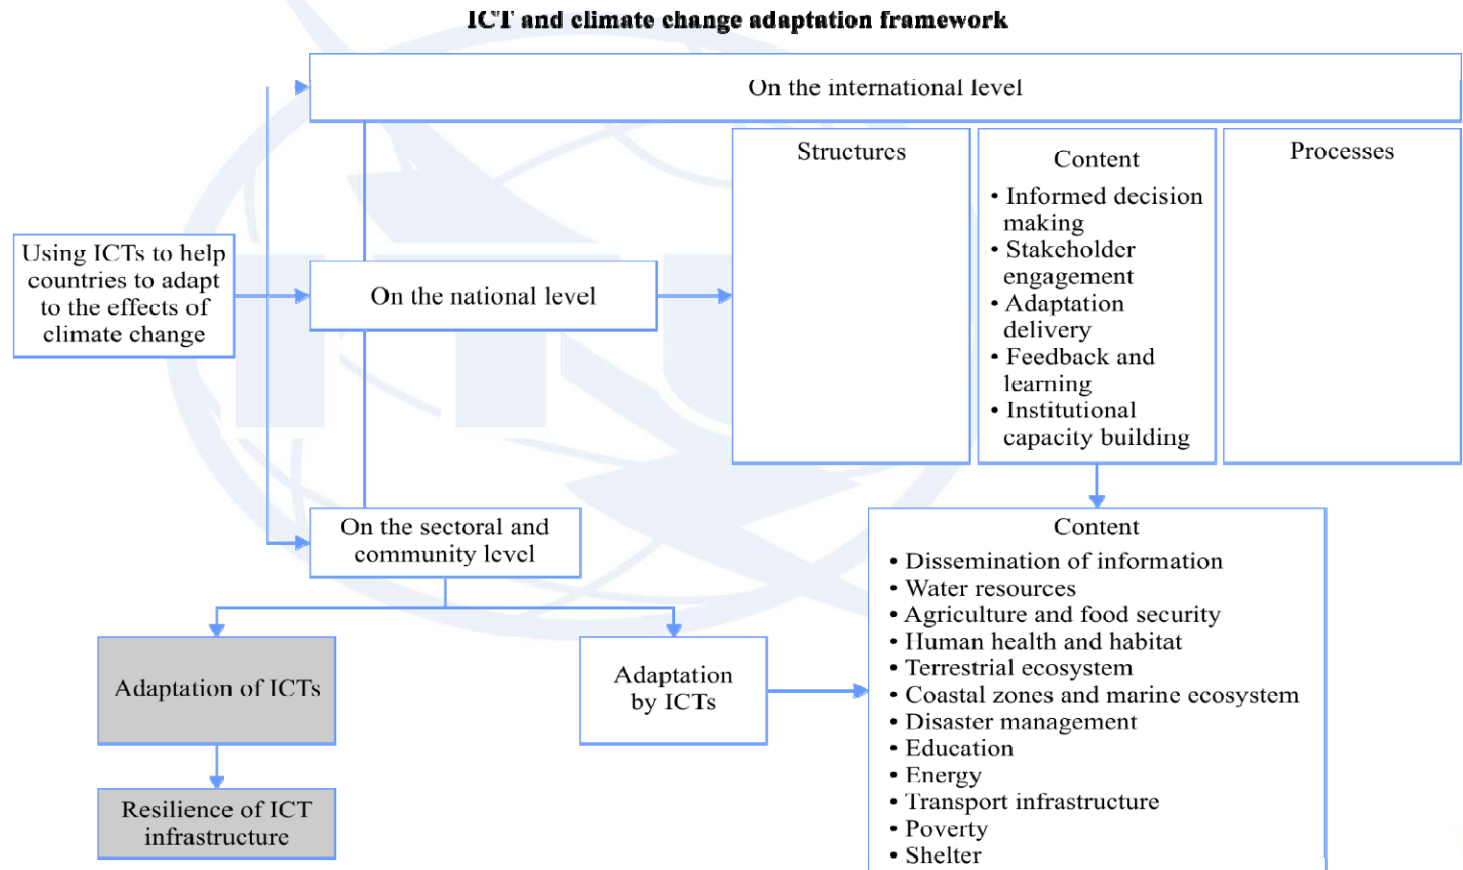 ICT and climate change adaptation framework
On the international level
Structures
Content
• Informed decision
making
• Stakeholder
engagement
• Adaptation
delivery
• Feedback and
learning
• Institutional
capacity building
Processes
Using ICTs to help
countries to adapt
to the effects of
climate change
On the national level
On the sectoral and
community level
Adaptation of ICTs
Resilience of ICT
infrastructure
Adaptation
by ICTs
Content
• Dissemination of information
• Water resources
• Agriculture and food security
• Human health and habitat
• Terrestrial ecosystem
• Coastal zones and marine ecosystem
• Disaster management
• Education
• Energy
• Transport infrastructure
• Poverty
• Shelter
ITU